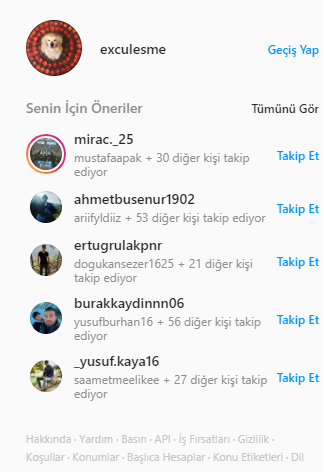 exculesme
Geçiş Yap
Senin İçin Öneriler
Tümünü Gör
mirac._25
mustafaapak + 30 diğer kişi takip
ediyor
Takip Et
ahmetbusenur1902
ariifyldiiz + 53 diğer kişi takip ediyor
Takip Et
ertugrulakpnr
dogukansezer1625 + 21 diğer kişi
takip ediyor
Takip Et
burakkaydinnn06
yusufburhan16 + 56 diğer kişi takip
ediyor
Takip Et
_yusuf.kaya16
saametmeelikee + 27 diğer kişi takip
ediyor
Takip Et
Hakkında · Yardım · Basın · API · İş Fırsatları · Gizlilik ·
Koşullar · Konumlar · Başlıca Hesaplar · Konu Etiketleri · Dil